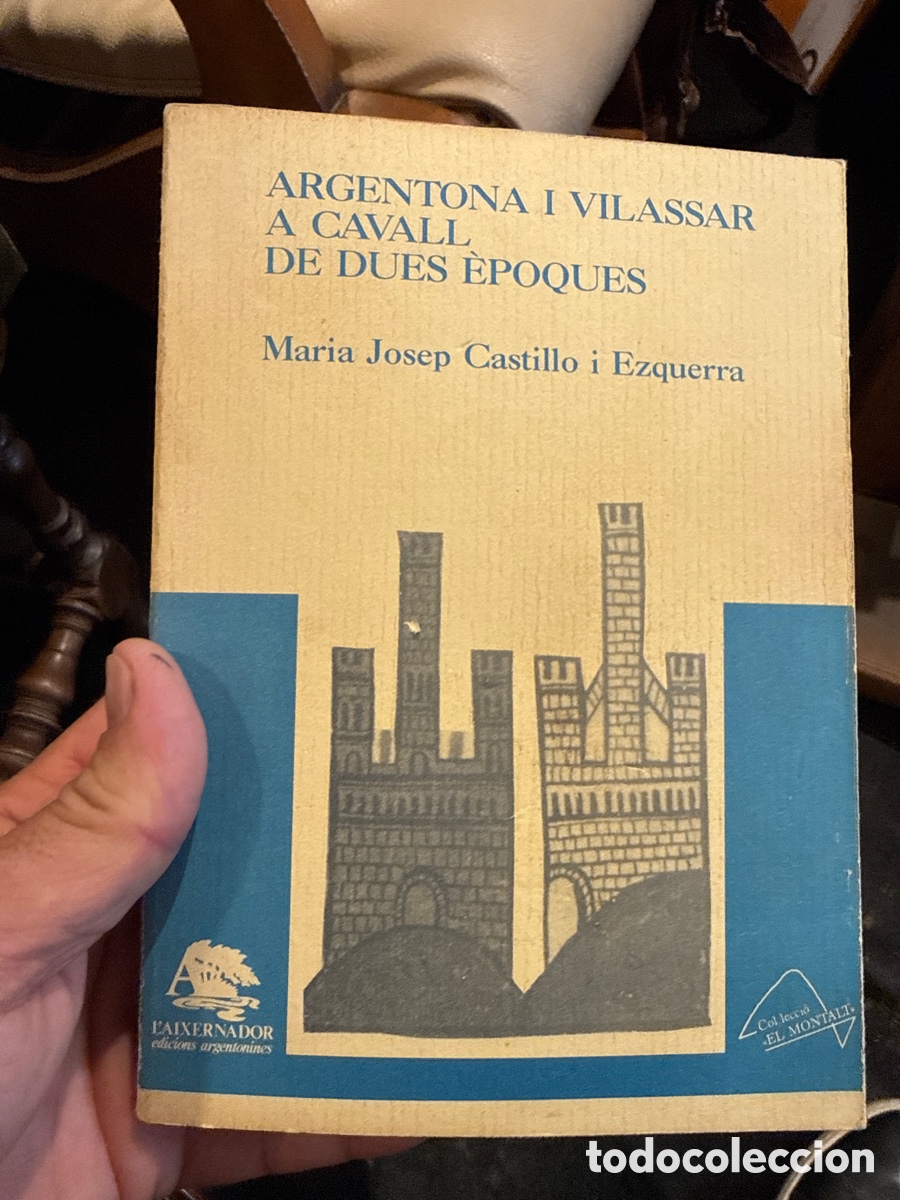 ARGENTONA I VILASSAR
A CAVALL
DE DUES ÈPOQUES
Maria Josep Castillo i Ezquerra
A
L'AIXERNADOR
edicions argentonines
Col.lecció
«EL MONTALT»
todocoleccion